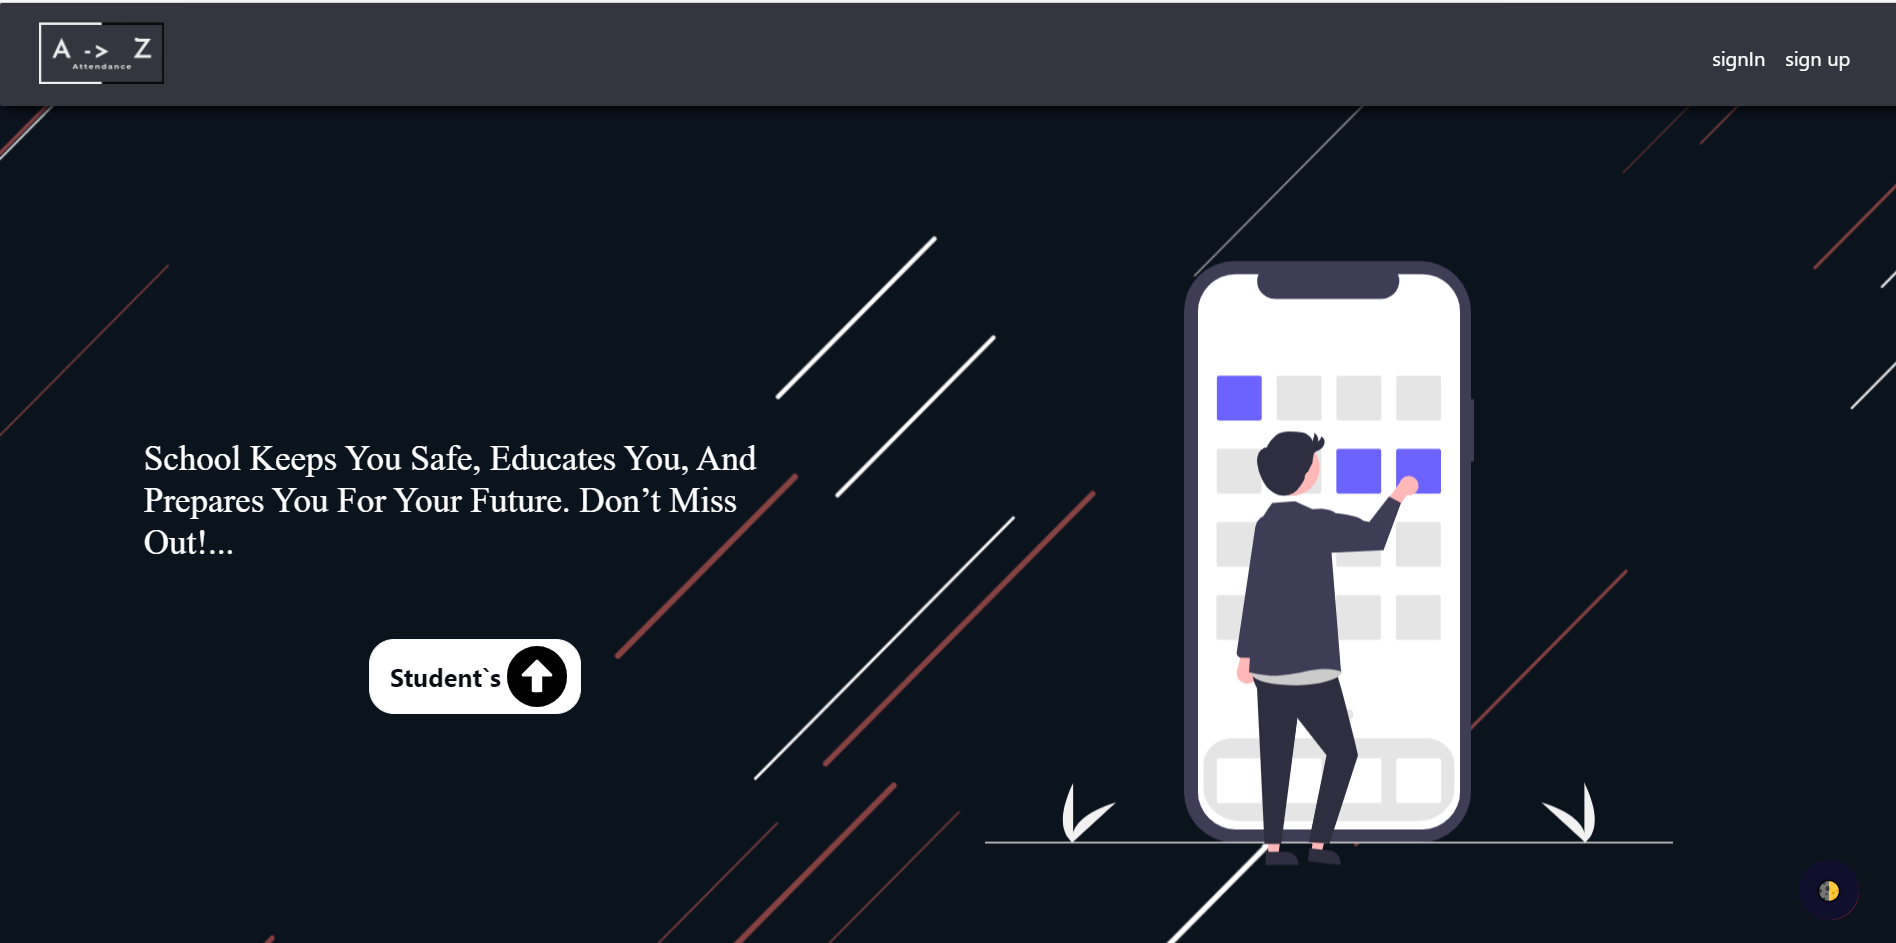 A -> Z
Attendance
signIn sign up
School Keeps You Safe, Educates You, And
Prepares You For Your Future. Don’t Miss
Out!...
Student`s